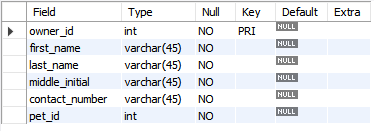 Field Type Null Key Default Extra
owner_id int NO PRI NULL
first_name varchar(45) NO NULL
last_name varchar(45) NO NULL
middle_initial varchar(45) NO NULL
contact_number varchar(45) NO NULL
pet_id int NO NULL